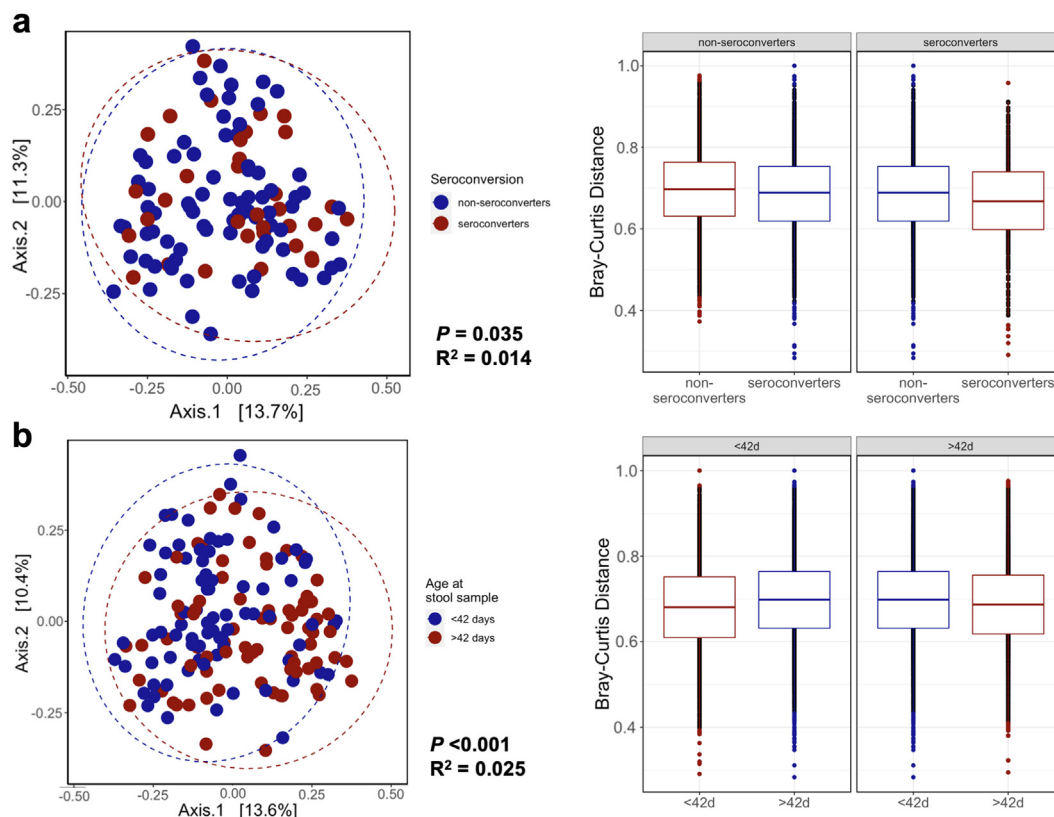 a
0.25
0.00
-0.25
-0.50
-0.25
0.00
0.25
0.50
Axis.2 [11.3%]
Axis.1 [13.7%]
Seroconversion
non-seroconverters
seroconverters
P = 0.035
R² = 0.014
non-seroconverters
seroconverters
1.0
0.8
0.6
0.4
Bray-Curtis Distance
non-
seroconverters
seroconverters
non-
seroconverters
seroconverters
b
0.25
0.00
-0.25
-0.50
-0.25
0.00
0.25
0.50
Axis.2 [10.4%]
Axis.1 [13.6%]
Age at
stool sample
<42 days
>42 days
P <0.001
R² = 0.025
<42d
>42d
1.0
0.8
0.6
0.4
Bray-Curtis Distance
<42d
>42d
<42d
>42d